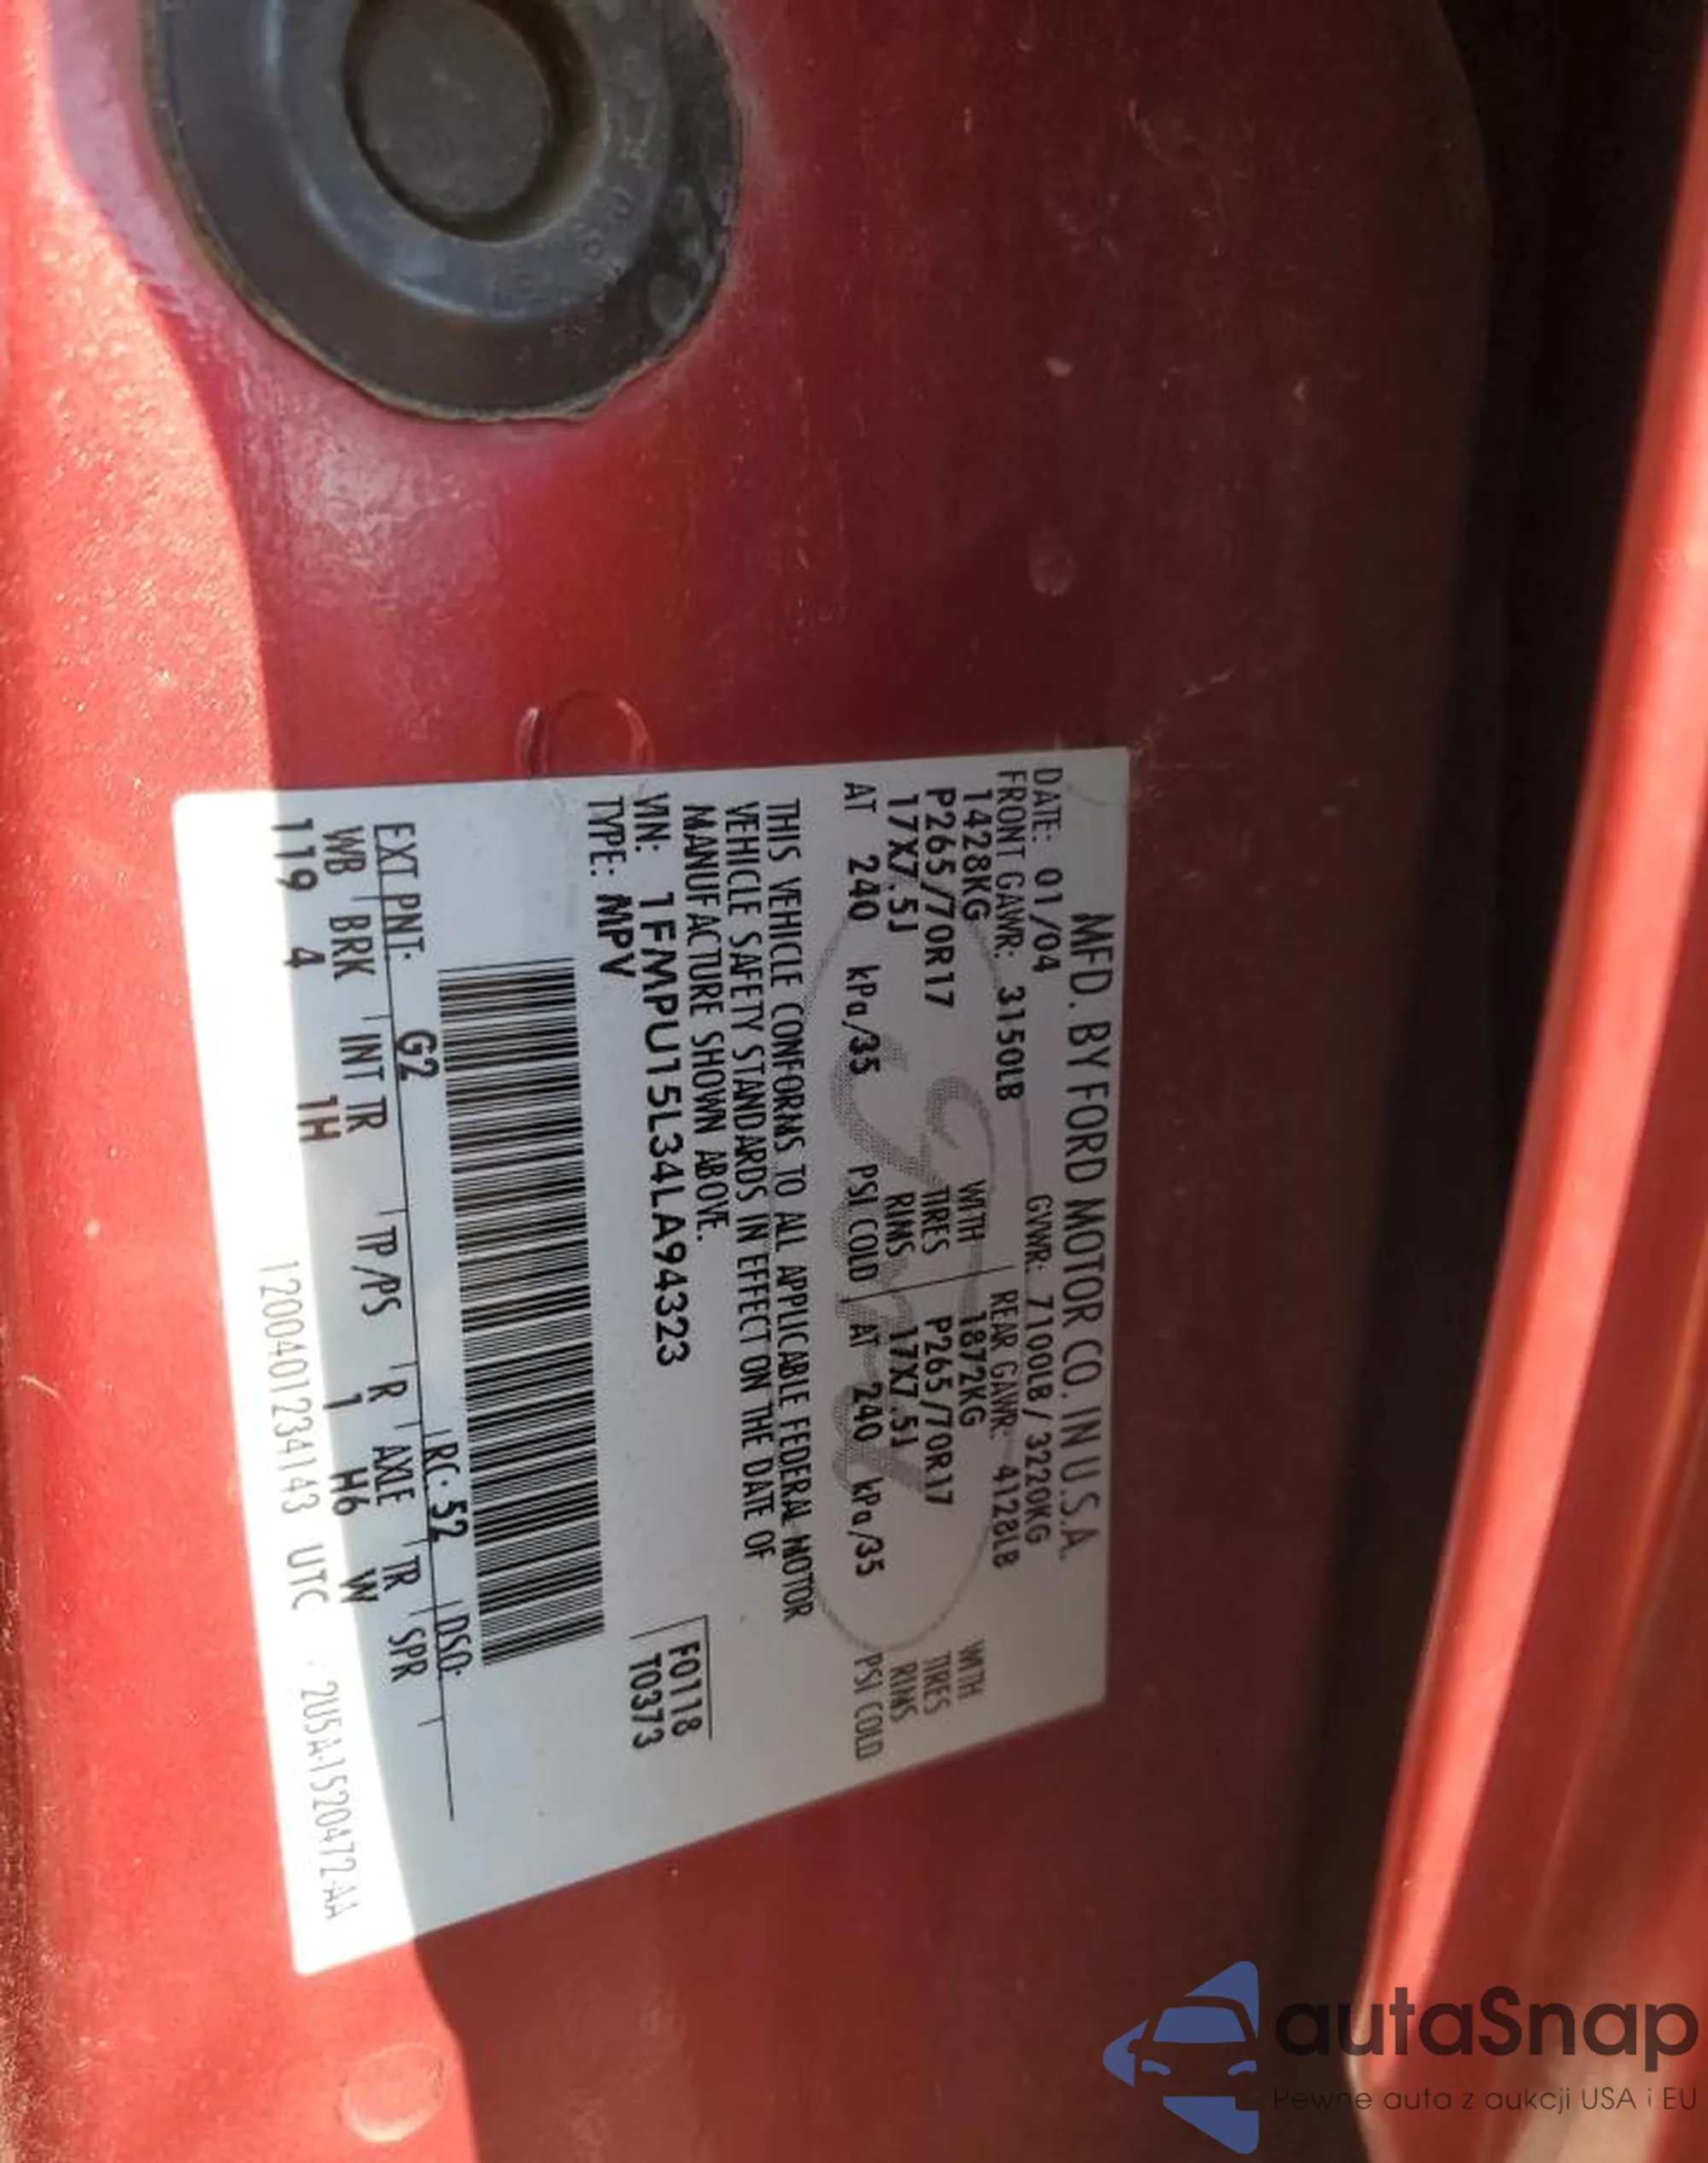 MFD. BY FORD MOTOR CO. IN U.S.A.
DATE: 01/04 GVWR: 7100LB/3220KG
FRONT GAWR: 3150LB REAR GAWR: 4128LB
1428KG WITH 1872KG WITH
P265/70R17 TIRES P265/70R17 TIRES
17X7.5J RIMS 17X7.5J RIMS
AT 240 kPa/35 PSI COLD AT 240 kPa/35 PSI COLD
THIS VEHICLE CONFORMS TO ALL APPLICABLE FEDERAL MOTOR
VEHICLE SAFETY STANDARDS IN EFFECT ON THE DATE OF
MANUFACTURE SHOWN ABOVE.
VIN: 1FMPU15L34LA94323 F0118
TYPE: MPV T0373
EXT PNT: G2 RC: 52 DSO:
WB BRK INT TR TP/PS R AXLE TR SPR
119 4 1H 1 H6 W
1200401234143 UTC 2U5A-1520472-AA
autaSnap
Pewne auta z aukcji USA i EU